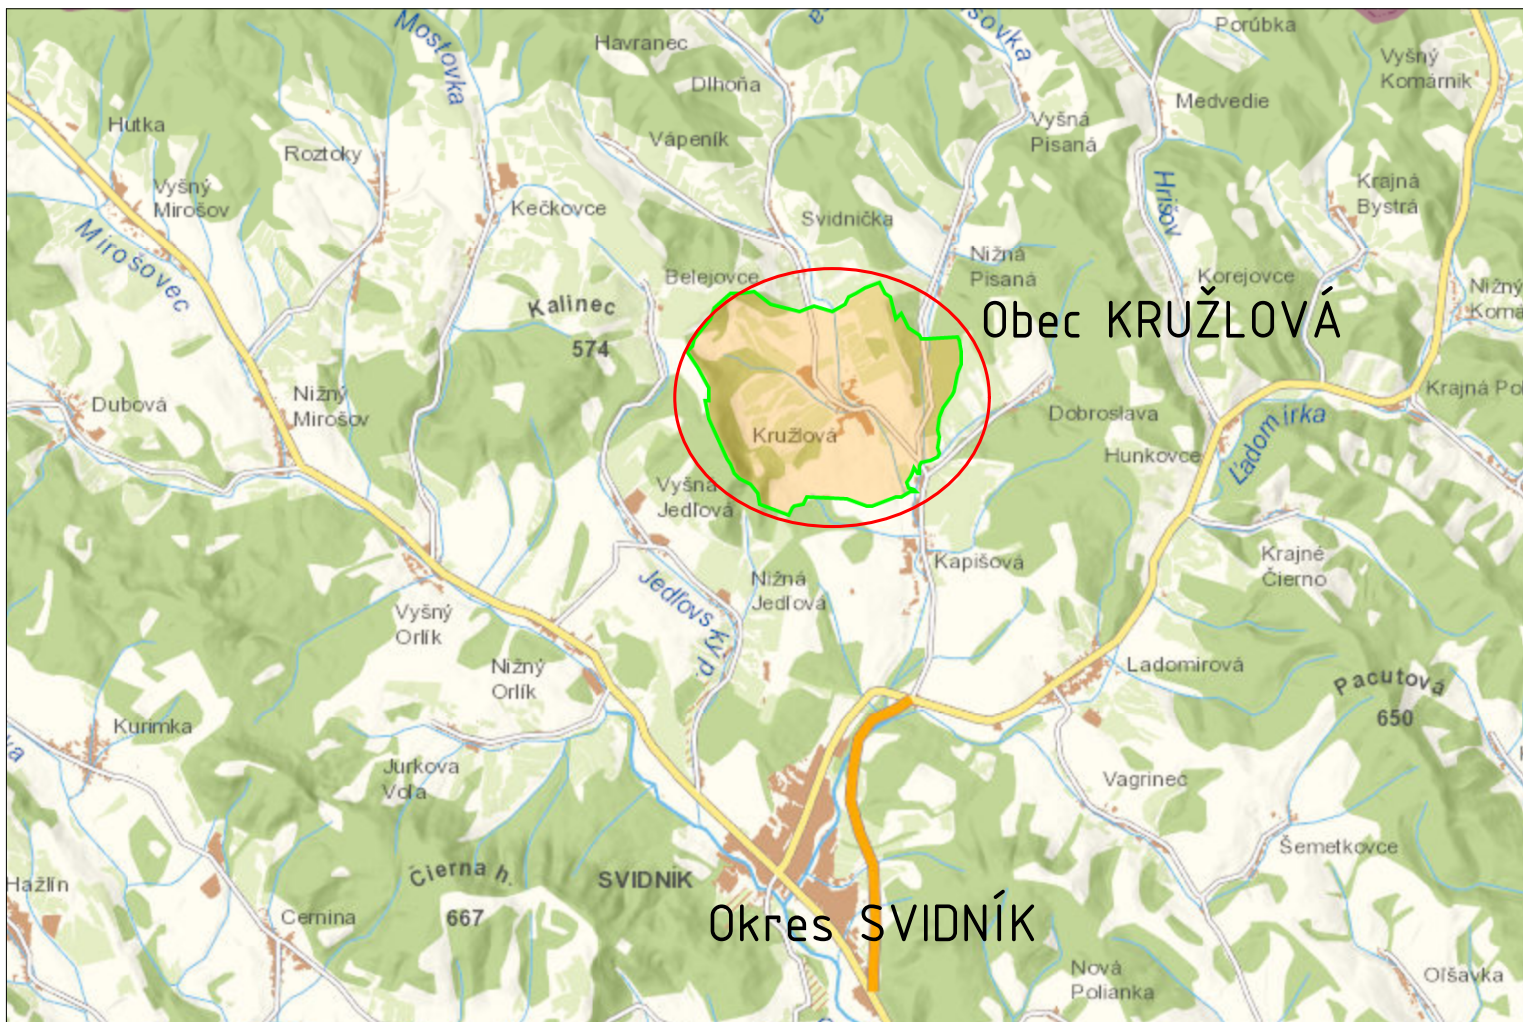 Mostovka
Havranec
Porúbka
Vyšný
Komárnik
Dlhoňa
Medvedie
Hutka
Vápeník
Vyšná
Pisaná
Roztoky
Vyšný
Mirošov
Kečkovce
Svidnička
Hrišov
Krajná
Bystrá
Mirošovec
Belejovce
Nižná
Pisaná
Korejovce
Nižný
Kalinec
574
Obec KRUŽLOVÁ
Dubová
Nižný
Mirošov
Kružlová
Dobroslava
Ľadomirka
Hunkovce
Vyšná
Jedľová
Kapišová
Krajné
Čierno
Nižná
Jedľová
Jedľovský p.
Vyšný
Orlík
Nižný
Orlík
Ladomirová
Pacutová
650
Kurimka
Jurkova
Voľa
Vagrinec
Šemetkovce
Hažlín
Čierna h.
667
SVIDNÍK
Cernina
Okres SVIDNÍK
Nová
Polianka
Oľšavka